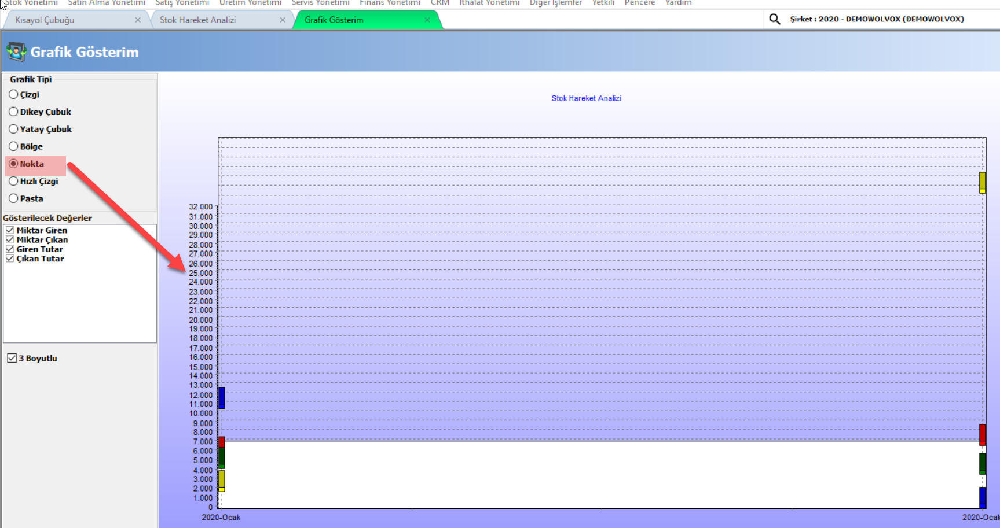 Stok Yönetimi Satın Alma Yönetimi Satış Yönetimi Üretim Yönetimi Servis Yönetimi Finans Yönetimi CRM İthalat Yönetimi Diğer İşlemler Yetkili Pencere Yardım
Kısayol Çubuğu
Stok Hareket Analizi
Grafik Gösterim
Şirket : 2020 - DEMOWOLVOX (DEMOWOLVOX)
Grafik Gösterim
Grafik Tipi
Çizgi
Dikey Çubuk
Yatay Çubuk
Bölge
Nokta
Hızlı Çizgi
Pasta
Gösterilecek Değerler
Miktar Giren
Miktar Çıkan
Giren Tutar
Çıkan Tutar
3 Boyutlu
Stok Hareket Analizi
32.000
31.000
30.000
29.000
28.000
27.000
26.000
25.000
24.000
23.000
22.000
21.000
20.000
19.000
18.000
17.000
16.000
15.000
14.000
13.000
12.000
11.000
10.000
9.000
8.000
7.000
6.000
5.000
4.000
3.000
2.000
1.000
0
2020-Ocak
2020-Ocak